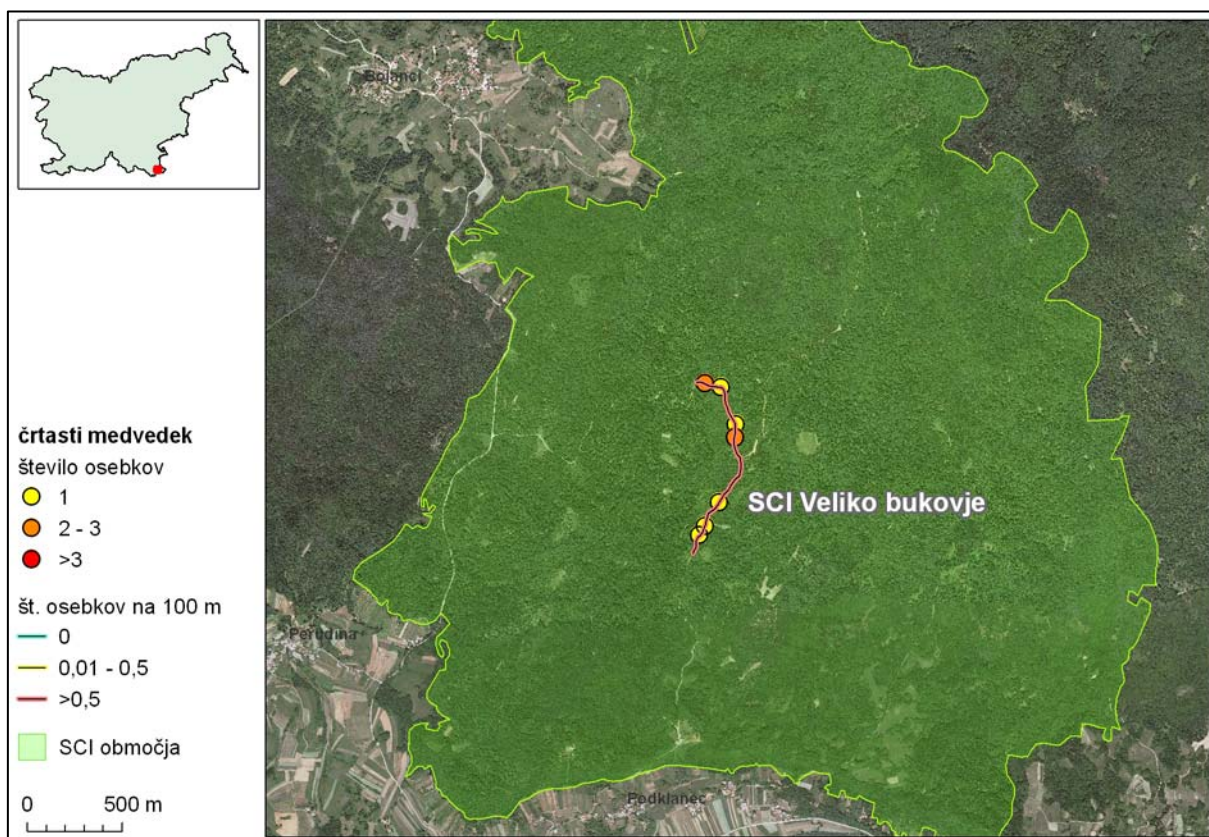 Bojanci
SCI Veliko bukovje
Perudina
Podklanec
črtasti medvedek
število osebkov
1
2 - 3
>3
št. osebkov na 100 m
0
0,01 - 0,5
>0,5
SCI območja
0 500 m